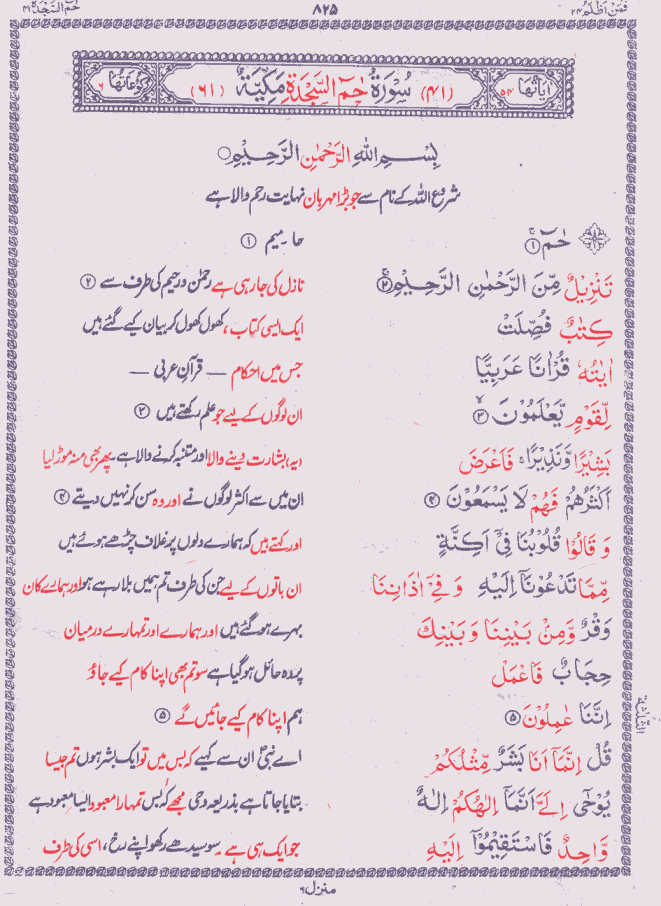 فمن اظلم ۲۴ ۸۲۵ حٰمٓ السجدة ۴۱
اٰیَاتُهَا ۵۴ (۴۱) سُوْرَةُ حٰمٓ السَّجْدَةِ مَكِّیَّةٌ (۶۱) رُكُوْعَاتُهَا ۶
بِسْمِ اللّٰهِ الرَّحْمٰنِ الرَّحِیْمِ
شروع اللہ کے نام سے جو بڑا مہربان نہایت رحم والا ہے
حٰمٓ ۱ حا۔ میم ۱
تَنْزِیْلٌ مِّنَ الرَّحْمٰنِ الرَّحِیْمِ ۲ نازل کی جارہی ہے رحمٰن ورحیم کی طرف سے ۲
كِتٰبٌ فُصِّلَتْ ایک ایسی کتاب، کھول کھول کر بیان کیے گئے ہیں
اٰیٰتُهٗ قُرْاٰنًا عَرَبِیًّا جس میں احکام — قرآنِ عربی —
لِّقَوْمٍ یَّعْلَمُوْنَ ۳ ان لوگوں کے لیے جو علم رکھتے ہیں ۳
بَشِیْرًا وَّنَذِیْرًا ۚ فَاَعْرَضَ (یہ) بشارت دینے والا اور متنبہ کرنے والا ہے۔ پھر بھی منہ موڑ لیا
اَكْثَرُهُمْ فَهُمْ لَا یَسْمَعُوْنَ ۴ ان میں سے اکثر لوگوں نے اور وہ سن کر نہیں دیتے ۴
وَ قَالُوْا قُلُوْبُنَا فِیْۤ اَكِنَّةٍ اور کہتے ہیں کہ ہمارے دلوں پر غلاف چڑھے ہوئے ہیں
مِّمَّا تَدْعُوْنَاۤ اِلَیْهِ وَ فِیْۤ اٰذَانِنَا ان باتوں کے لیے جن کی طرف تم ہمیں بلا رہے ہو اور ہمارے کان
وَقْرٌ وَّمِنْۢ بَیْنِنَا وَ بَیْنِكَ بہرے ہوگئے ہیں اور ہمارے اور تمہارے درمیان
حِجَابٌ فَاعْمَلْ پردہ حائل ہوگیا ہے سو تم بھی اپنا کام کیے جاؤ
اِنَّنَا عٰمِلُوْنَ ۵ ہم اپنا کام کیے جائیں گے ۵
قُلْ اِنَّمَاۤ اَنَا بَشَرٌ مِّثْلُكُمْ اے نبیؐ ان سے کہیے کہ بس میں تو ایک بشر ہوں تم جیسا
یُوْحٰۤی اِلَیَّ اَنَّمَاۤ اِلٰهُكُمْ اِلٰهٌ بتایا جاتا ہے بذریعہ وحی مجھے کہ بس تمہارا معبود ایسا معبود ہے
وَّاحِدٌ فَاسْتَقِیْمُوْۤا اِلَیْهِ جو ایک ہی ہے۔ سو سیدھے رکھو اپنے رخ، اسی کی طرف
منزل ۶